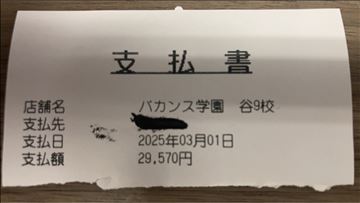 支払書
店舗名 バカンス学園 谷9校
支払先
支払日 2025年03月01日
支払額 29,570円